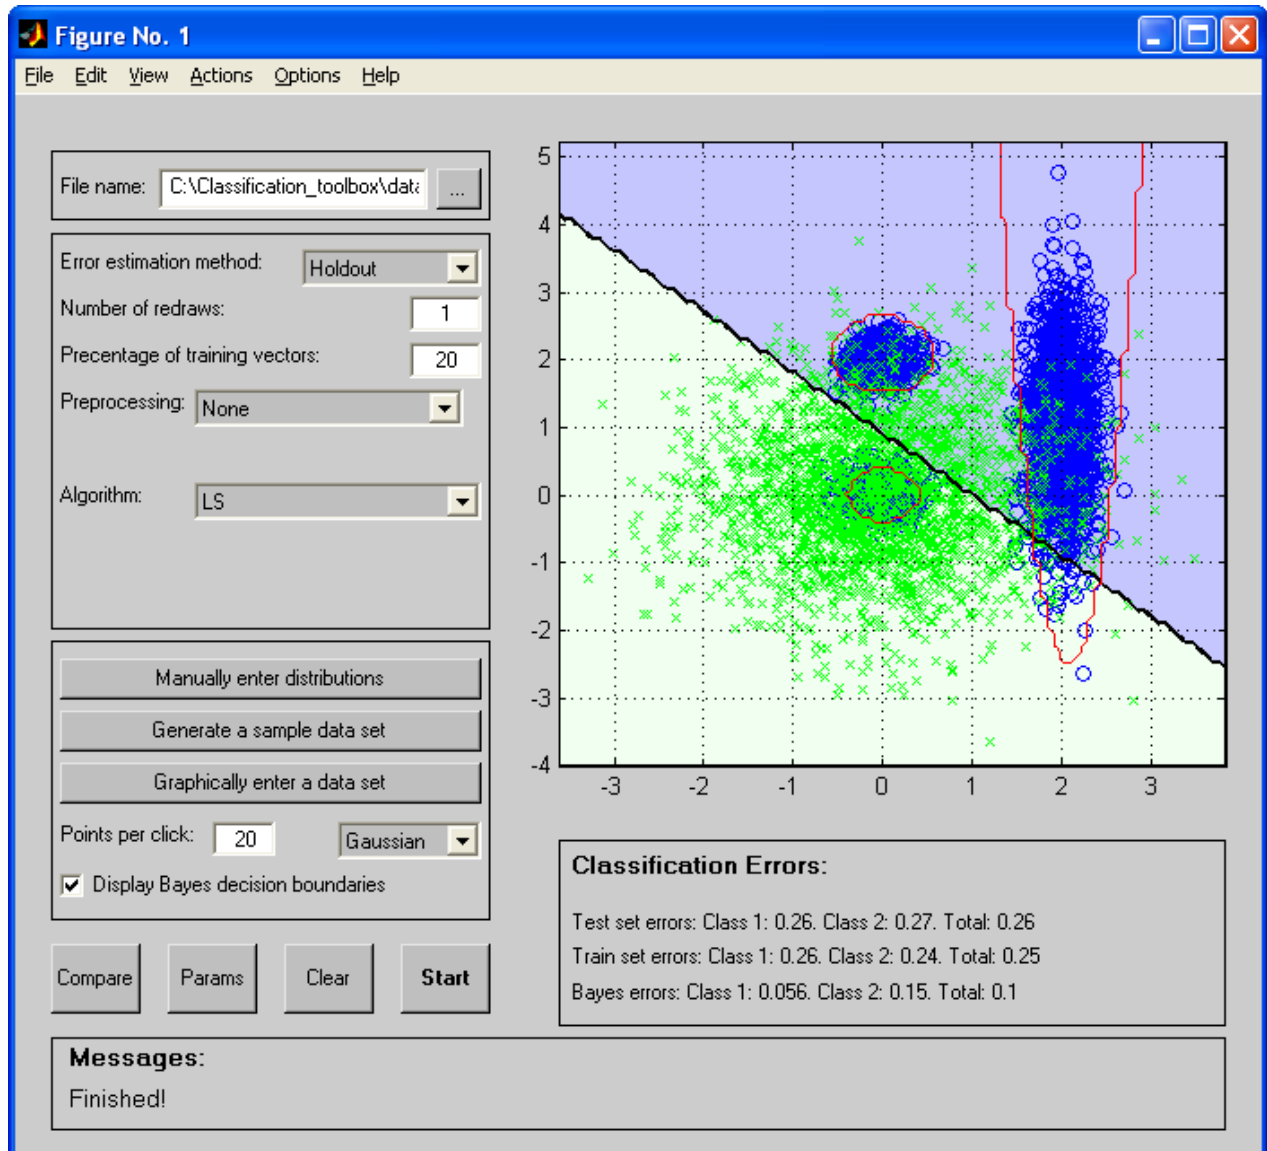 Figure No. 1
File Edit View Actions Options Help
File name: C:\Classification_toolbox\data ...
Error estimation method: Holdout
Number of redraws: 1
Precentage of training vectors: 20
Preprocessing: None
Algorithm: LS
Manually enter distributions
Generate a sample data set
Graphically enter a data set
Points per click: 20 Gaussian
Display Bayes decision boundaries
Compare Params Clear Start
5
4
3
2
1
0
-1
-2
-3
-4
-3 -2 -1 0 1 2 3
Classification Errors:
Test set errors: Class 1: 0.26. Class 2: 0.27. Total: 0.26
Train set errors: Class 1: 0.26. Class 2: 0.24. Total: 0.25
Bayes errors: Class 1: 0.056. Class 2: 0.15. Total: 0.1
Messages:
Finished!